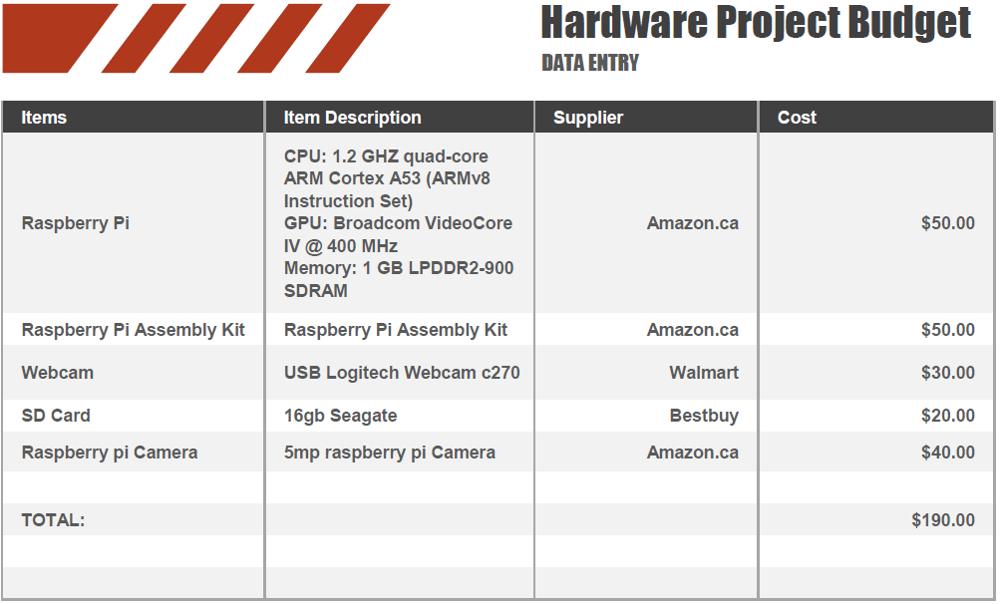 Hardware Project Budget
DATA ENTRY
Items Item Description Supplier Cost
CPU: 1.2 GHZ quad-core
ARM Cortex A53 (ARMv8
Instruction Set)
Raspberry Pi GPU: Broadcom VideoCore Amazon.ca $50.00
IV @ 400 MHz
Memory: 1 GB LPDDR2-900
SDRAM
Raspberry Pi Assembly Kit Raspberry Pi Assembly Kit Amazon.ca $50.00
Webcam USB Logitech Webcam c270 Walmart $30.00
SD Card 16gb Seagate Bestbuy $20.00
Raspberry pi Camera 5mp raspberry pi Camera Amazon.ca $40.00
TOTAL: $190.00